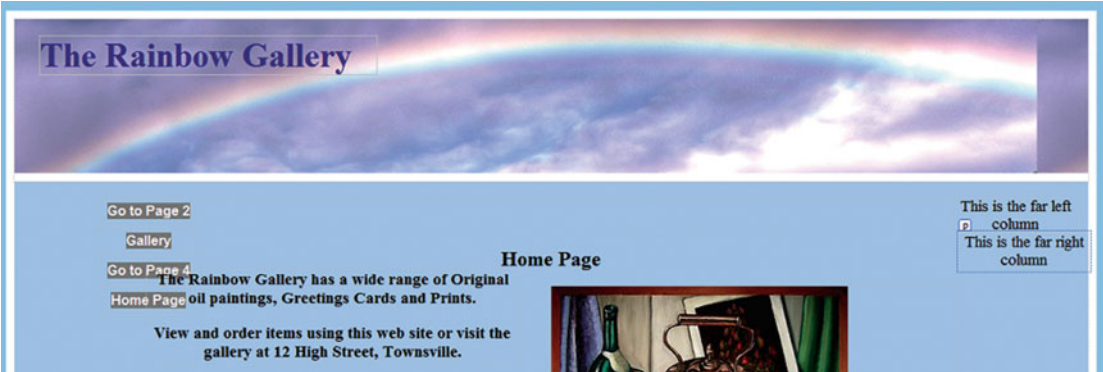 The Rainbow Gallery
Go to Page 2
Gallery
Go to Page 4
Home Page
Home Page
The Rainbow Gallery has a wide range of Original
oil paintings, Greetings Cards and Prints.
View and order items using this web site or visit the
gallery at 12 High Street, Townsville.
This is the far left
column
p
This is the far right
column